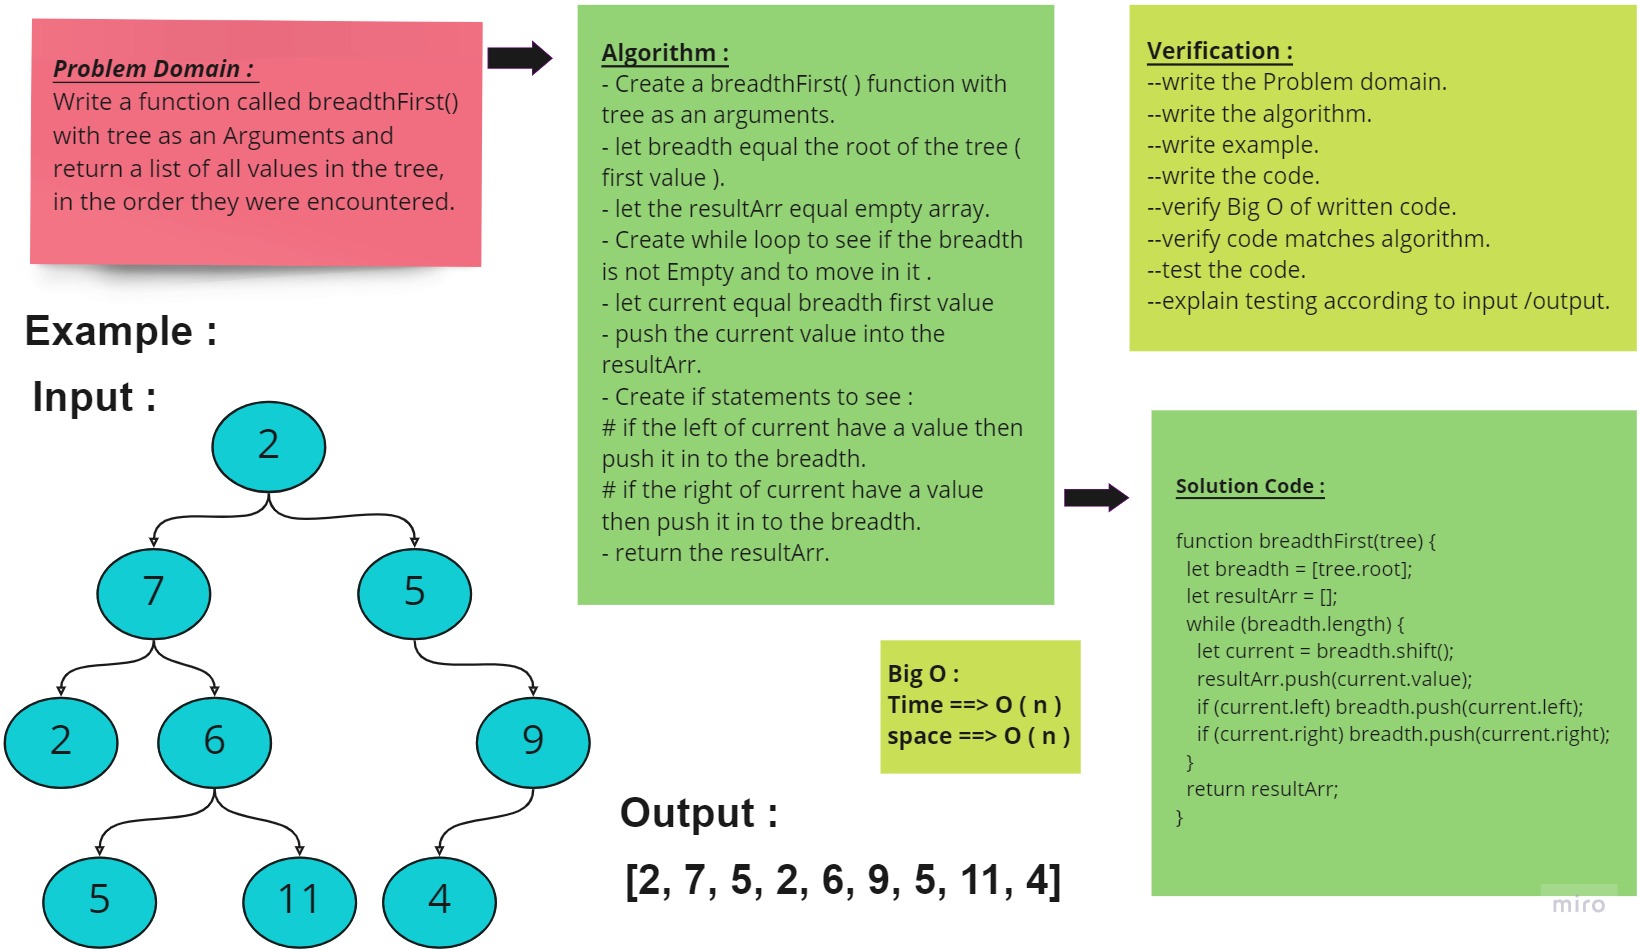 Problem Domain :
Write a function called breadthFirst()
with tree as an Arguments and
return a list of all values in the tree,
in the order they were encountered.
Algorithm :
- Create a breadthFirst( ) function with
tree as an arguments.
- let breadth equal the root of the tree (
first value ).
- let the resultArr equal empty array.
- Create while loop to see if the breadth
is not Empty and to move in it .
- let current equal breadth first value
- push the current value into the
resultArr.
- Create if statements to see :
# if the left of current have a value then
push it in to the breadth.
# if the right of current have a value
then push it in to the breadth.
- return the resultArr.
Verification :
--write the Problem domain.
--write the algorithm.
--write example.
--write the code.
--verify Big O of written code.
--verify code matches algorithm.
--test the code.
--explain testing according to input /output.
Example :
Input :
2
7
5
2
6
9
5
11
4
Big O :
Time ==> O ( n )
space ==> O ( n )
Output :
[2, 7, 5, 2, 6, 9, 5, 11, 4]
Solution Code :
function breadthFirst(tree) {
let breadth = [tree.root];
let resultArr = [];
while (breadth.length) {
let current = breadth.shift();
resultArr.push(current.value);
if (current.left) breadth.push(current.left);
if (current.right) breadth.push(current.right);
}
return resultArr;
}
miro